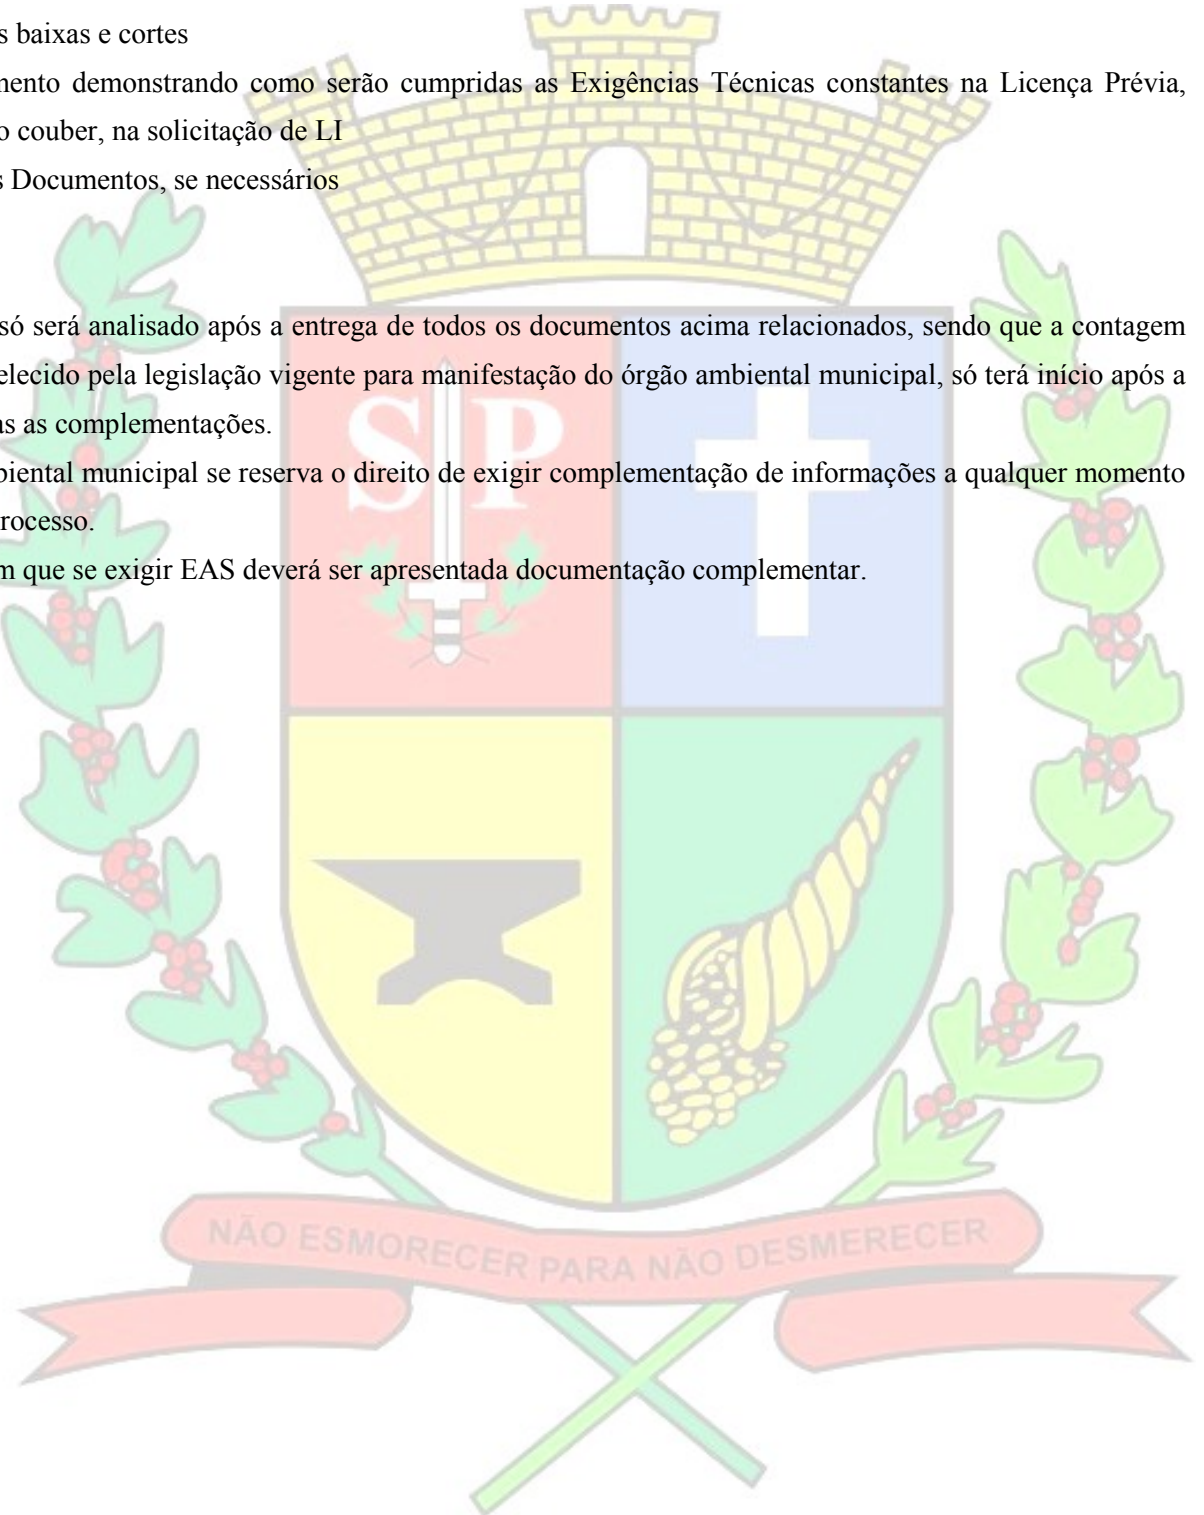 s baixas e cortes
mento demonstrando como serão cumpridas as Exigências Técnicas constantes na Licença Prévia,
o couber, na solicitação de LI
s Documentos, se necessários
só será analisado após a entrega de todos os documentos acima relacionados, sendo que a contagem
elecido pela legislação vigente para manifestação do órgão ambiental municipal, só terá início após a
as as complementações.
biental municipal se reserva o direito de exigir complementação de informações a qualquer momento
rocesso.
m que se exigir EAS deverá ser apresentada documentação complementar.
SP
NÃO ESMORECER PARA NÃO DESMERECER